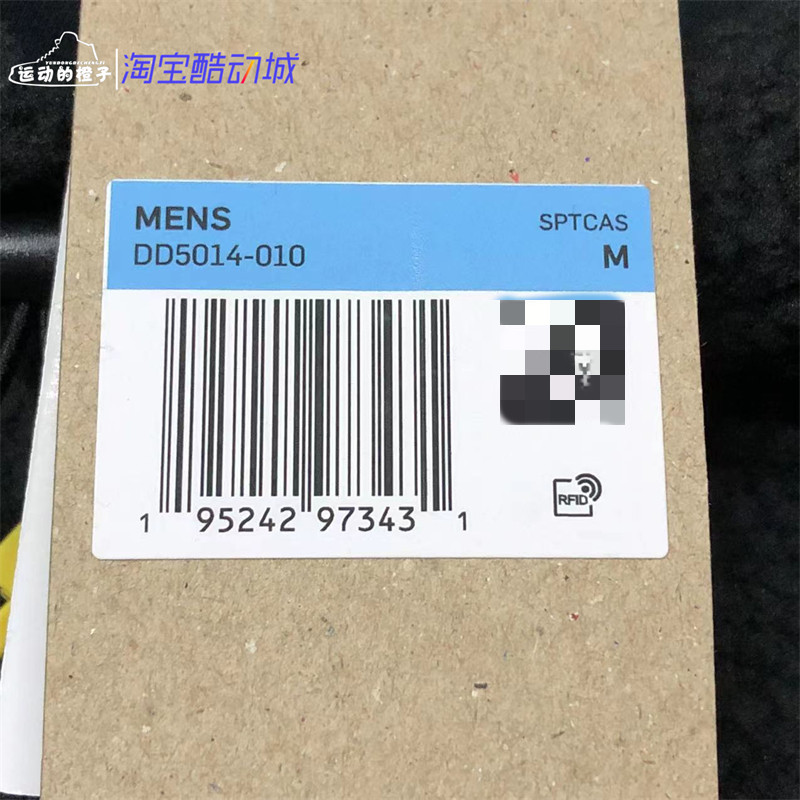 YUNDONGDECHENGZI
运动的橙子
淘宝酷动城
MENS
SPTCAS
DD5014-010
M
1 95242 97343 1
RFID